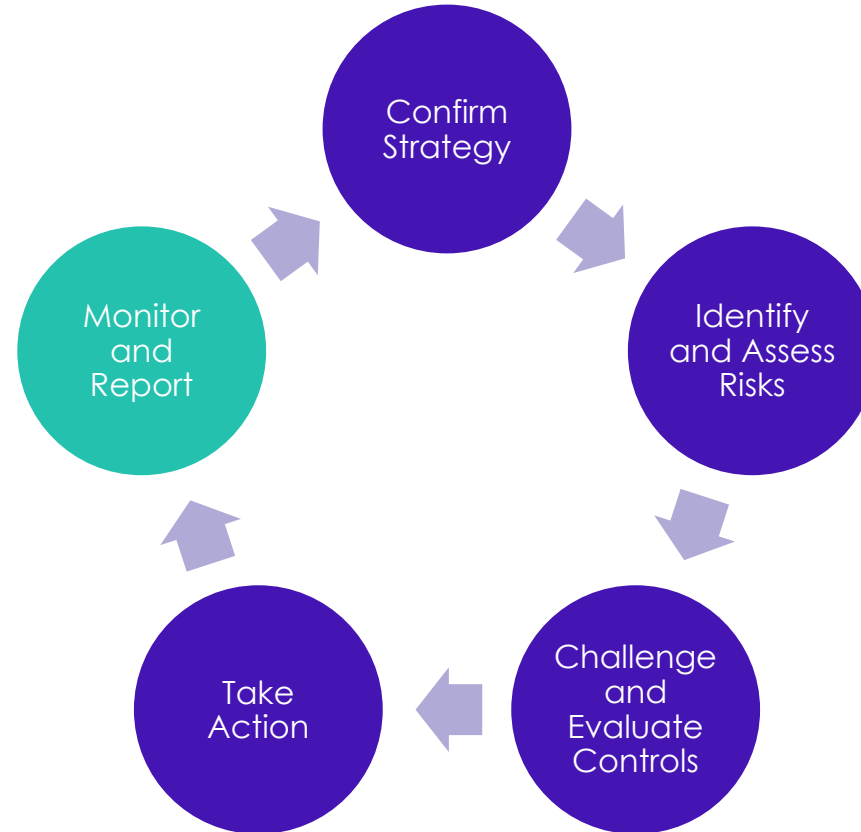 Confirm
Strategy
Identify
and Assess
Risks
Challenge
and
Evaluate
Controls
Take
Action
Monitor
and
Report